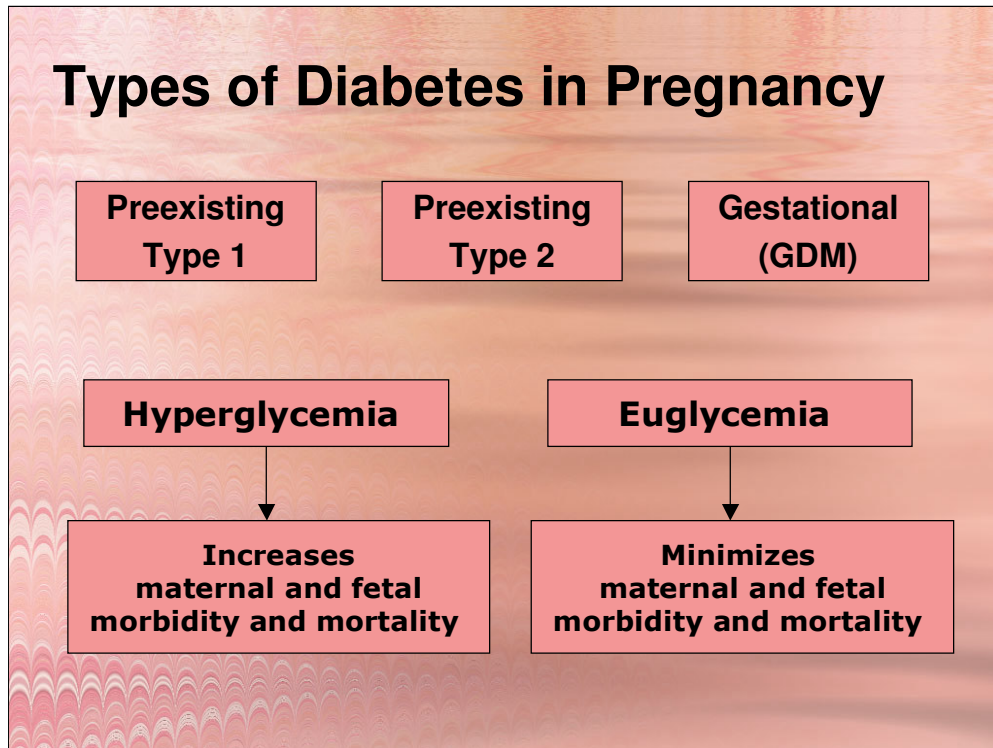 Types of Diabetes in Pregnancy
Preexisting
Type 1
Preexisting
Type 2
Gestational
(GDM)
Hyperglycemia
Euglycemia
Increases
maternal and fetal
morbidity and mortality
Minimizes
maternal and fetal
morbidity and mortality